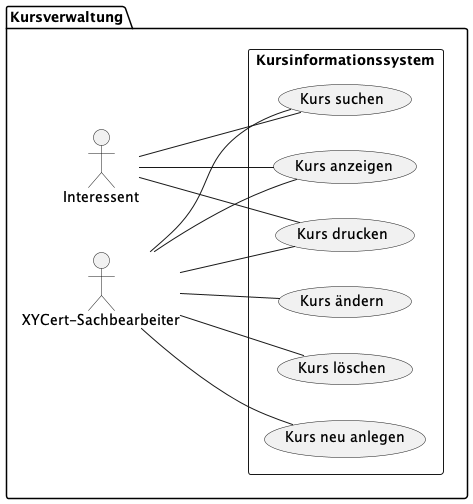 Kursverwaltung
Kursinformationssystem
Kurs suchen
Kurs anzeigen
Interessent
Kurs drucken
Kurs ändern
XYCert-Sachbearbeiter
Kurs löschen
Kurs neu anlegen